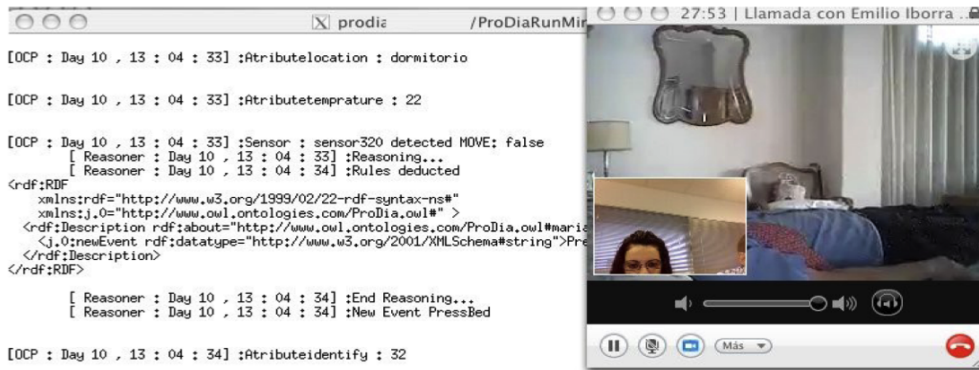 prodia /ProDiaRunMir
[OCP : Day 10 , 13 : 04 : 33] :Atributelocation : dormitorio
[OCP : Day 10 , 13 : 04 : 33] :Atributetemprature : 22
[OCP : Day 10 , 13 : 04 : 33] :Sensor : sensor320 detected MOVE: false
[ Reasoner : Day 10 , 13 : 04 : 33] :Reasoning...
[ Reasoner : Day 10 , 13 : 04 : 34] :Rules deducted
<rdf:RDF
xmlns:rdf="http://www.w3.org/1999/02/22-rdf-syntax-ns#"
xmlns:j.0="http://www.owl.ontologies.com/ProDia.owl#" >
<rdf:Description rdf:about="http://www.owl.ontologies.com/ProDia.owl#maria
<j.0:newEvent rdf:datatype="http://www.w3.org/2001/XMLSchema#string">Pre
</rdf:Description>
</rdf:RDF>
[ Reasoner : Day 10 , 13 : 04 : 34] :End Reasoning...
[ Reasoner : Day 10 , 13 : 04 : 34] :New Event PressBed
[OCP : Day 10 , 13 : 04 : 34] :Atributeidentify : 32
27:53 | Llamada con Emilio Iborra ...
Más